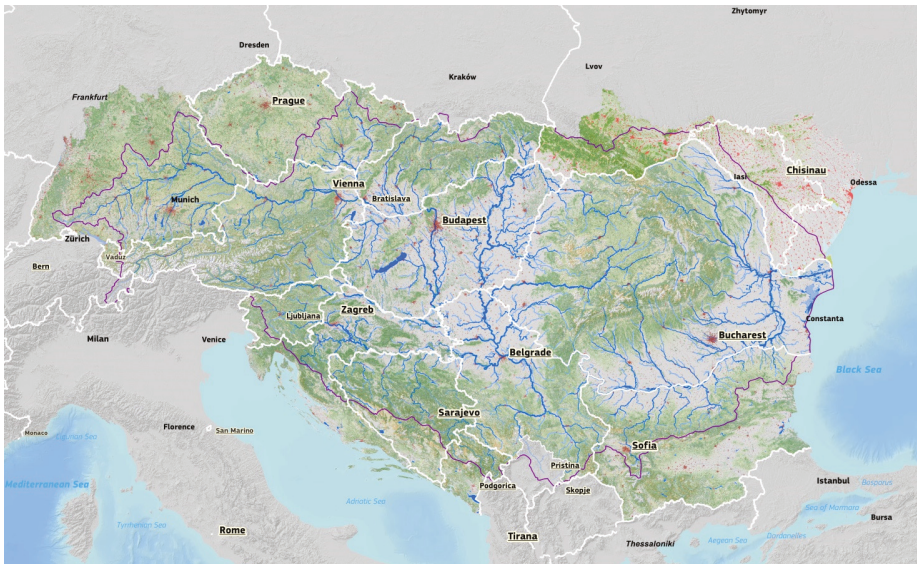 Zhytomyr
Dresden
Lvov
Kraków
Frankfurt
Prague
Chisinau
Iasi
Odessa
Vienna
Munich
Bratislava
Budapest
Zürich
Vaduz
Bern
Ljubljana
Zagreb
Constanta
Milan
Venice
Bucharest
Belgrade
Black Sea
Sarajevo
Florence
San Marino
Monaco
Ligurian Sea
Sofia
Pristina
Mediterranean Sea
Podgorica
Skopje
Istanbul
Bosporus
Adriatic Sea
Sea of Marmara
Bursa
Tyrrhenian Sea
Rome
Tirana
Thessaloniki
Aegean Sea
Dardanelles